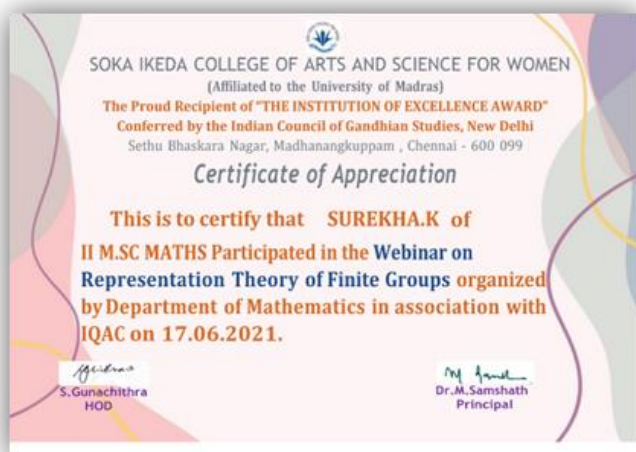 SOKA IKEDA COLLEGE OF ARTS AND SCIENCE FOR WOMEN
(Affiliated to the University of Madras)
The Proud Recipient of "THE INSTITUTION OF EXCELLENCE AWARD"
Conferred by the Indian Council of Gandhian Studies, New Delhi
Sethu Bhaskara Nagar, Madhanangkuppam , Chennai - 600 099
Certificate of Appreciation
This is to certify that SUREKHA.K of
II M.SC MATHS Participated in the Webinar on
Representation Theory of Finite Groups organized
by Department of Mathematics in association with
IQAC on 17.06.2021.
S.Gunachithra
HOD
Dr.M.Samshath
Principal